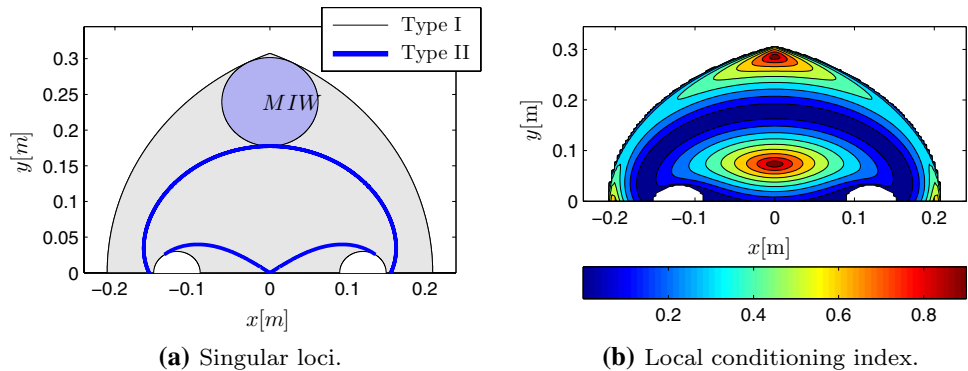 Type I
Type II
0.3
0.25
0.2
0.15
0.1
0.05
0
y[m]
MIW
−0.2
−0.1
0
0.1
0.2
x[m]
(a) Singular loci.
0.3
0.2
0.1
0
y[m]
−0.2
−0.1
0
0.1
0.2
x[m]
0.2
0.4
0.6
0.8
(b) Local conditioning index.